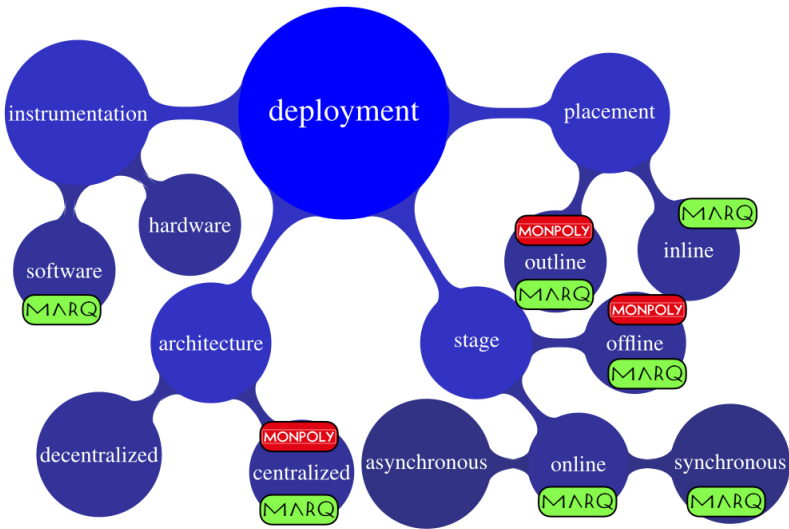 deployment
instrumentation
placement
hardware
software
MARQ
MARQ
inline
MONPOLY
outline
MARQ
architecture
stage
MONPOLY
offline
MARQ
decentralized
MONPOLY
centralized
MARQ
asynchronous
online
MARQ
synchronous
MARQ